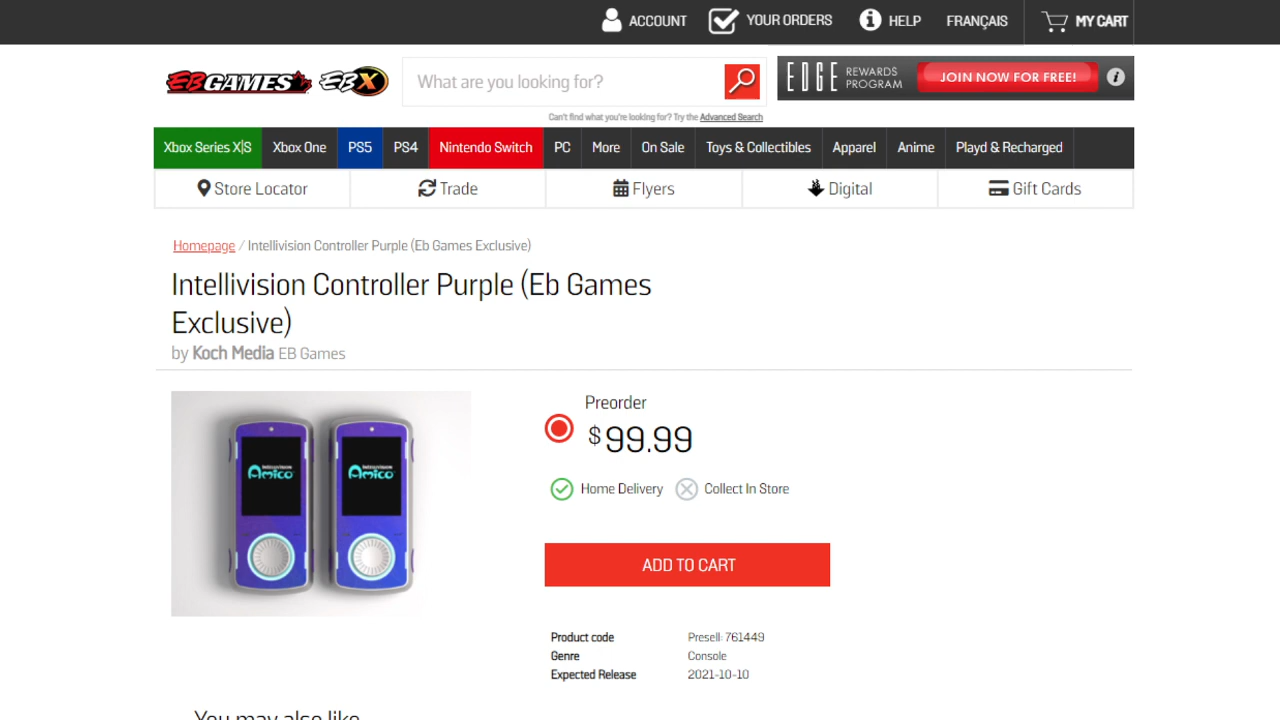 ACCOUNT YOUR ORDERS HELP FRANÇAIS MY CART
EBGAMES EBX What are you looking for? EDGE REWARDS PROGRAM JOIN NOW FOR FREE! i
Can't find what you're looking for? Try the Advanced Search
Xbox Series X|S Xbox One PS5 PS4 Nintendo Switch PC More On Sale Toys & Collectibles Apparel Anime Playd & Recharged
Store Locator Trade Flyers Digital Gift Cards
Homepage / Intellivision Controller Purple (Eb Games Exclusive)
Intellivision Controller Purple (Eb Games
Exclusive)
by Koch Media EB Games
Intellivision Amico Intellivision Amico
Preorder
$99.99
Home Delivery Collect In Store
ADD TO CART
Product code Presell: 761449
Genre Console
Expected Release 2021-10-10
You may also like